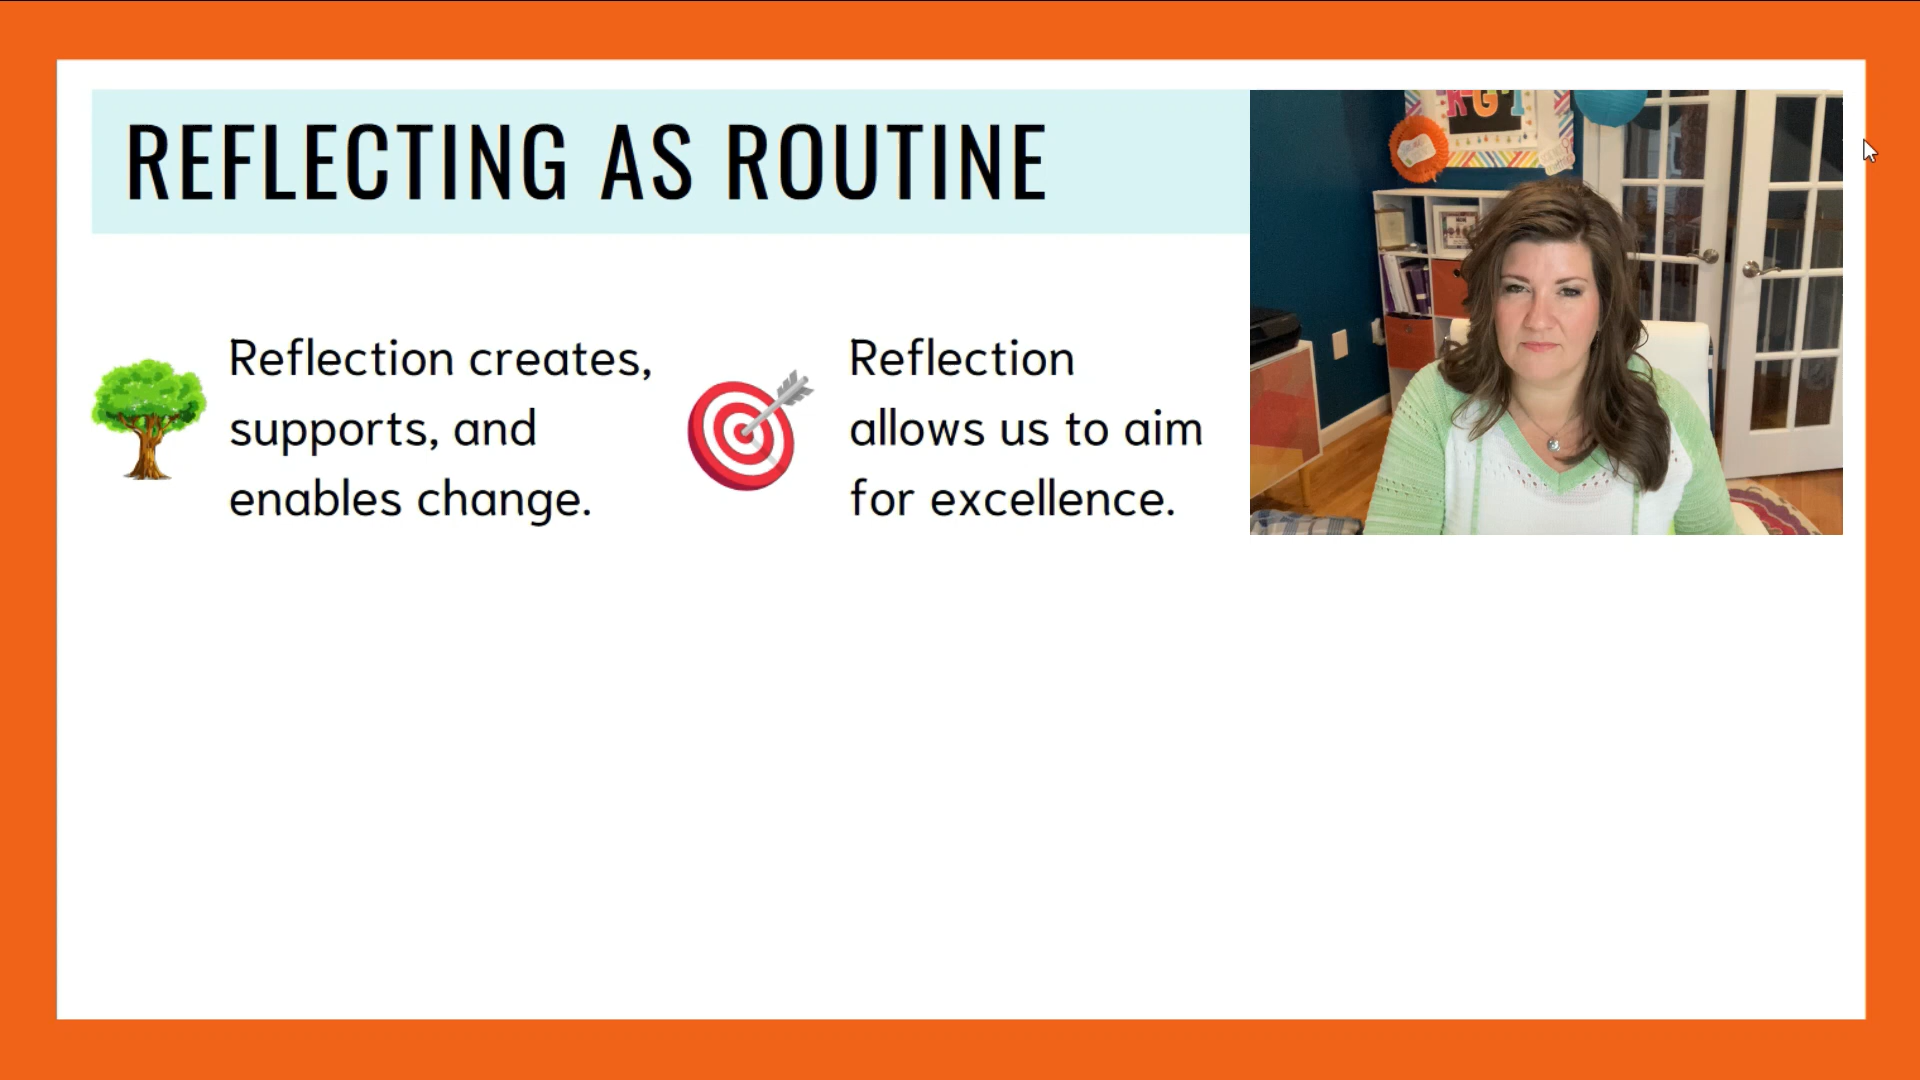 REFLECTING AS ROUTINE
Reflection creates,
supports, and
enables change.
Reflection
allows us to aim
for excellence.